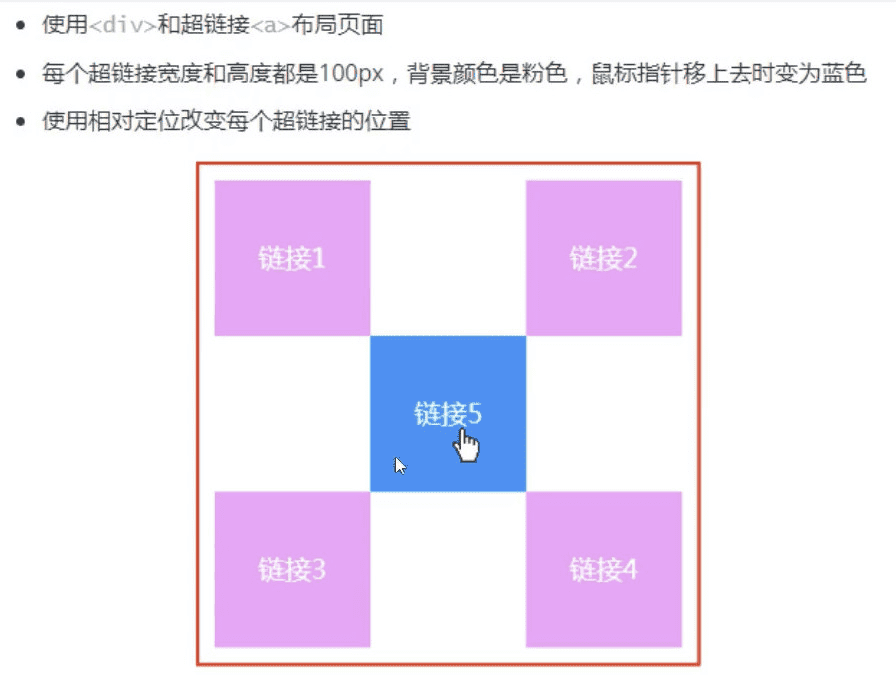 使用<div>和超链接<a>布局页面
每个超链接宽度和高度都是100px，背景颜色是粉色，鼠标指针移上去时变为蓝色
使用相对定位改变每个超链接的位置
链接1
链接2
链接5
链接3
链接4